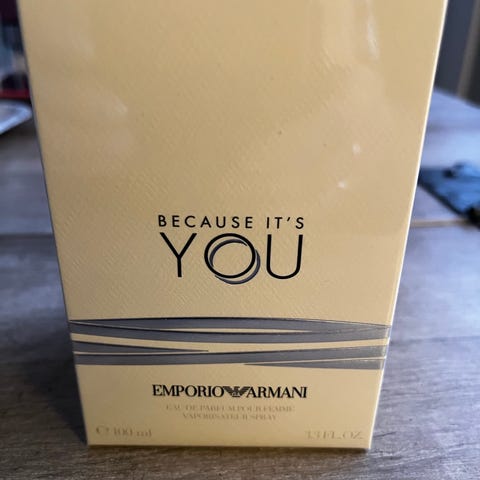 BECAUSE IT'S
YOU
EMPORIO ARMANI
EAU DE PARFUM POUR FEMME
VAPORISATEUR SPRAY
℮ 100 ml 3.4 FL. OZ.